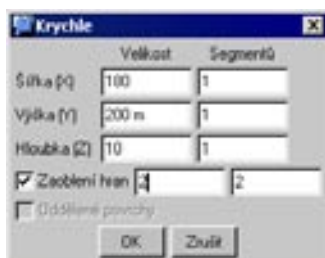 Krychle
Velikost Segmentů
Šířka (X) 100 1
Výška (Y) 200 m 1
Hloubka (Z) 10 1
Zaoblení hran 2 2
Oddělené povrchy
OK Zrušit